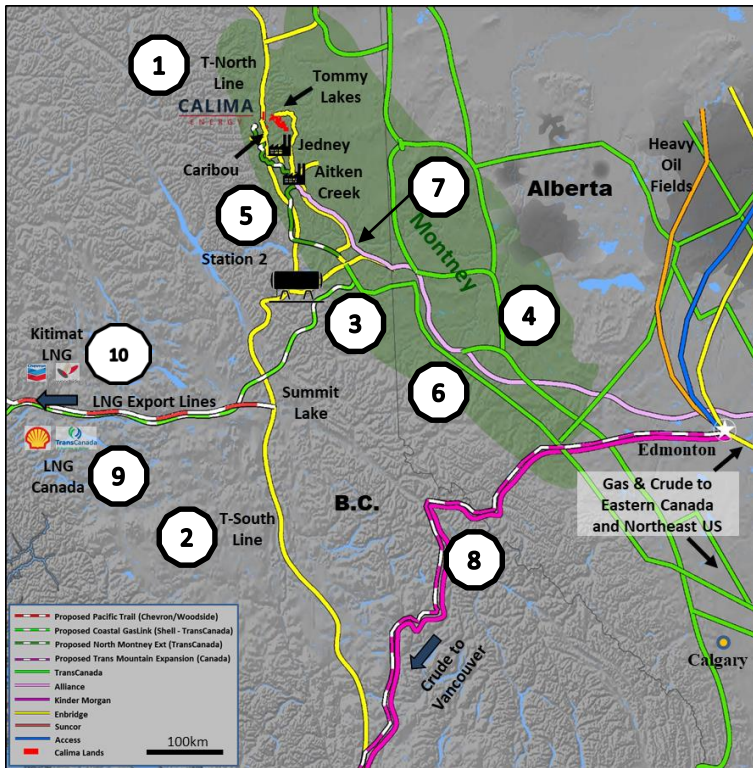 1
T-North
Line
CALIMA
ENERGY
Tommy
Lakes
Jedney
Caribou
Aitken
Creek
Heavy
Oil
Fields
Alberta
7
Montney
5
Station 2
3
4
Kitimat
LNG
10
6
LNG Export Lines
Summit
Lake
TransCanada
LNG
Canada
9
Edmonton
Gas & Crude to
Eastern Canada
and Northeast US
B.C.
2
T-South
Line
8
Crude to
Vancouver
Calgary
Proposed Pacific Trail (Chevron/Woodside)
Proposed Coastal GasLink (Shell - TransCanada)
Proposed North Montney Ext (TransCanada)
Proposed Trans Mountain Expansion (Canada)
TransCanada
Alliance
Kinder Morgan
Enbridge
Suncor
Access
Calima Lands
100km